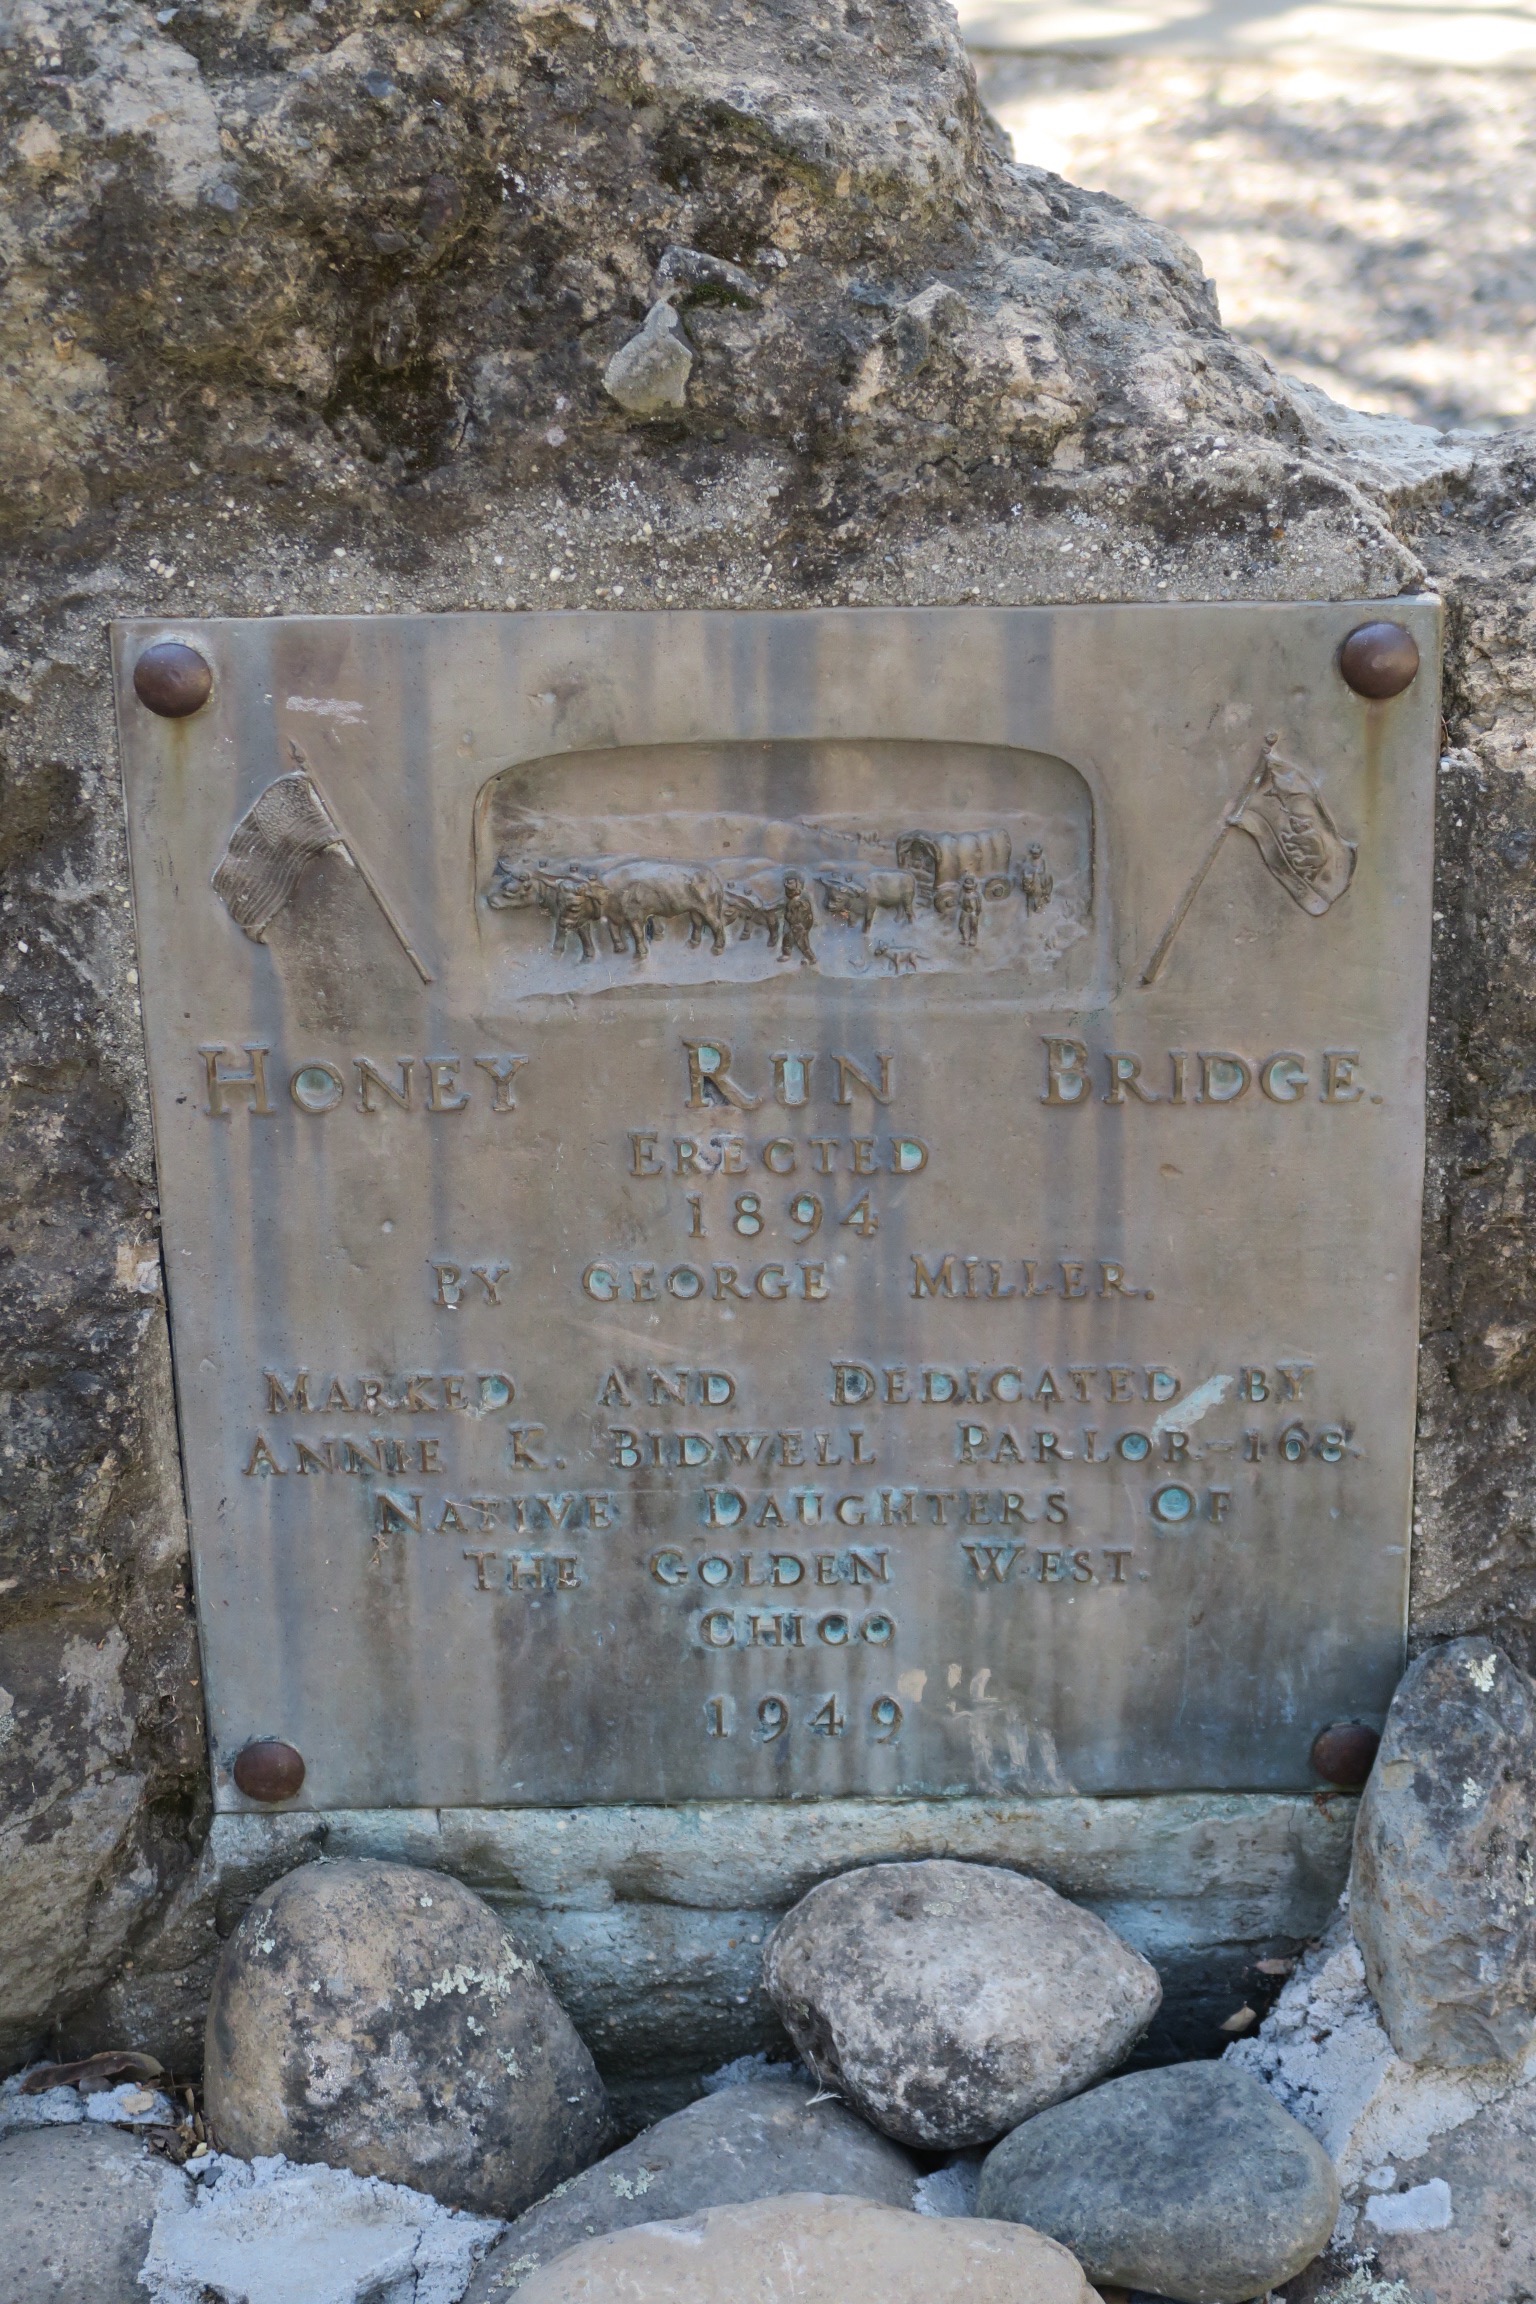 HONEY RUN BRIDGE.
ERECTED
1894
BY GEORGE MILLER.
MARKED AND DEDICATED BY
ANNIE K. BIDWELL PARLOR-168
NATIVE DAUGHTERS OF
THE GOLDEN WEST.
CHICO
1949